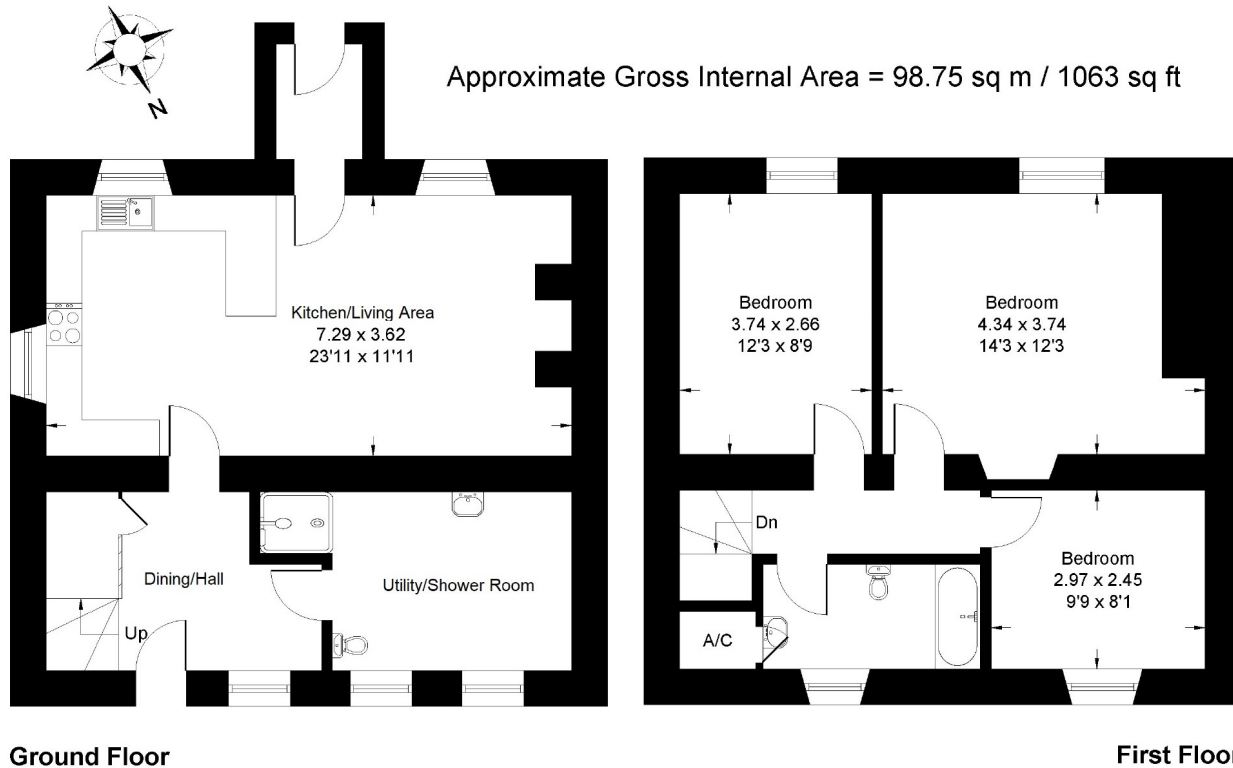 N
Approximate Gross Internal Area = 98.75 sq m / 1063 sq ft
Kitchen/Living Area
7.29 x 3.62
23'11 x 11'11
Dining/Hall
Up
Utility/Shower Room
Ground Floor
Bedroom
3.74 x 2.66
12'3 x 8'9
Bedroom
4.34 x 3.74
14'3 x 12'3
Dn
Bedroom
2.97 x 2.45
9'9 x 8'1
A/C
First Floor